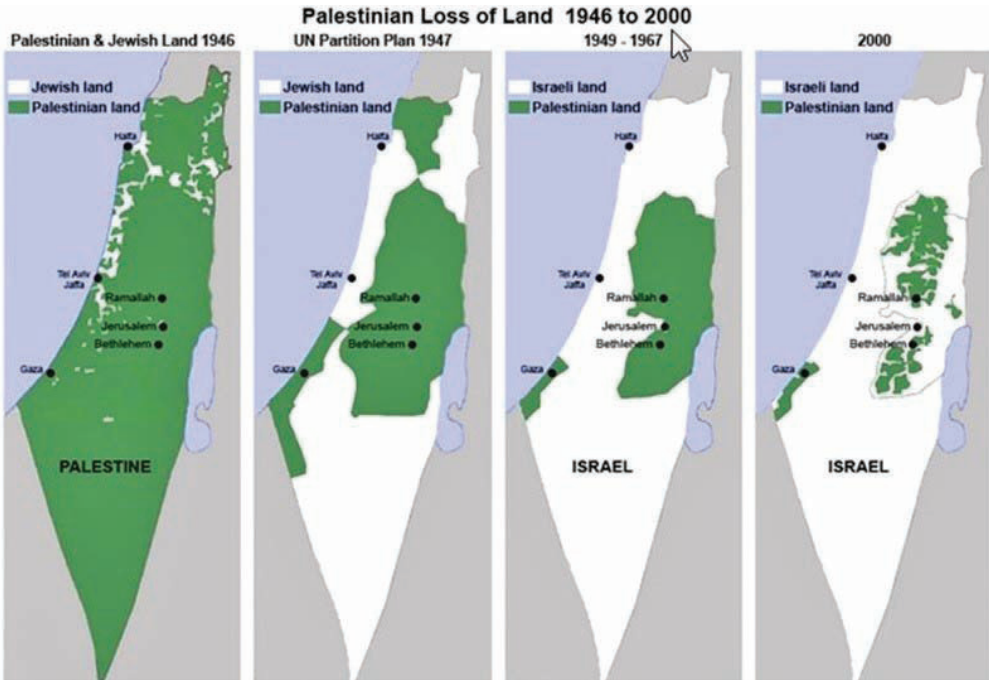 Palestinian Loss of Land 1946 to 2000
Palestinian & Jewish Land 1946
Jewish land
Palestinian land
Haifa
Tel Aviv
Jaffa
Ramallah
Jerusalem
Bethlehem
Gaza
PALESTINE
UN Partition Plan 1947
Jewish land
Palestinian land
Haifa
Tel Aviv
Jaffa
Ramallah
Jerusalem
Bethlehem
Gaza
1949 - 1967
Israeli land
Palestinian land
Haifa
Tel Aviv
Jaffa
Ramallah
Jerusalem
Bethlehem
Gaza
ISRAEL
2000
Israeli land
Palestinian land
Haifa
Tel Aviv
Jaffa
Ramallah
Jerusalem
Bethlehem
Gaza
ISRAEL